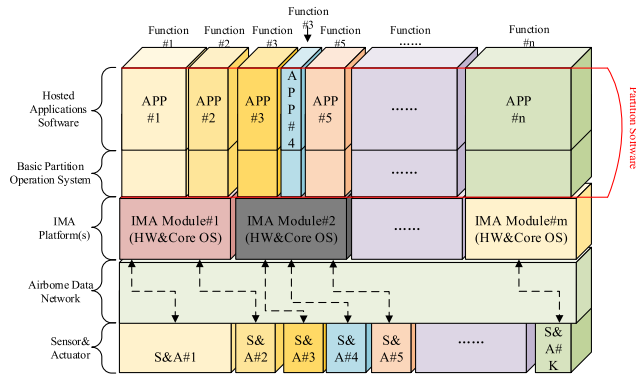 Function
#3
Function
#1
Function
#2
Function
#3
Function
#5
......
Function
#n
Hosted
Applications
Software
APP
#1
APP
#2
APP
#3
A
P
P
#
4
APP
#5
......
APP
#n
Partition Software
Basic Partition
Operation System
......
IMA
Platform(s)
IMA Module#1
(HW&Core OS)
IMA Module#2
(HW&Core OS)
......
IMA Module#m
(HW&Core OS)
Airbome Data
Network
Sensor&
Actuator
S&A#1
S&
A#2
S&
A#3
S&
A#4
S&
A#5
......
S&
A#
K